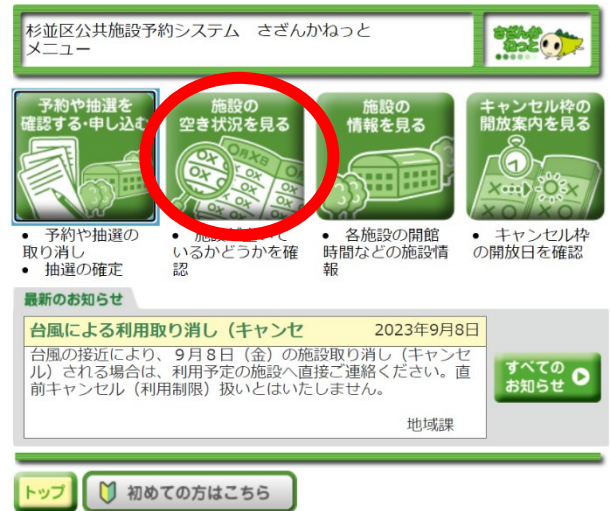 杉並区公共施設予約システム　さざんかねっと
メニュー
さざんか
ねっと
予約や抽選を
確認する・申し込む
施設の
空き状況を見る
施設の
情報を見る
キャンセル枠の
開放案内を見る
• 予約や抽選の
取り消し
• 抽選の確定
• 施設が空いて
いるかどうかを確
認
• 各施設の開館
時間などの施設情
報
• キャンセル枠
の開放日を確認
最新のお知らせ
台風による利用取り消し（キャンセ　2023年9月8日
台風の接近により、９月８日（金）の施設取り消し（キャンセ
ル）される場合は、利用予定の施設へ直接ご連絡ください。直
前キャンセル（利用制限）扱いとはいたしません。
地域課
すべての
お知らせ
トップ
初めての方はこちら